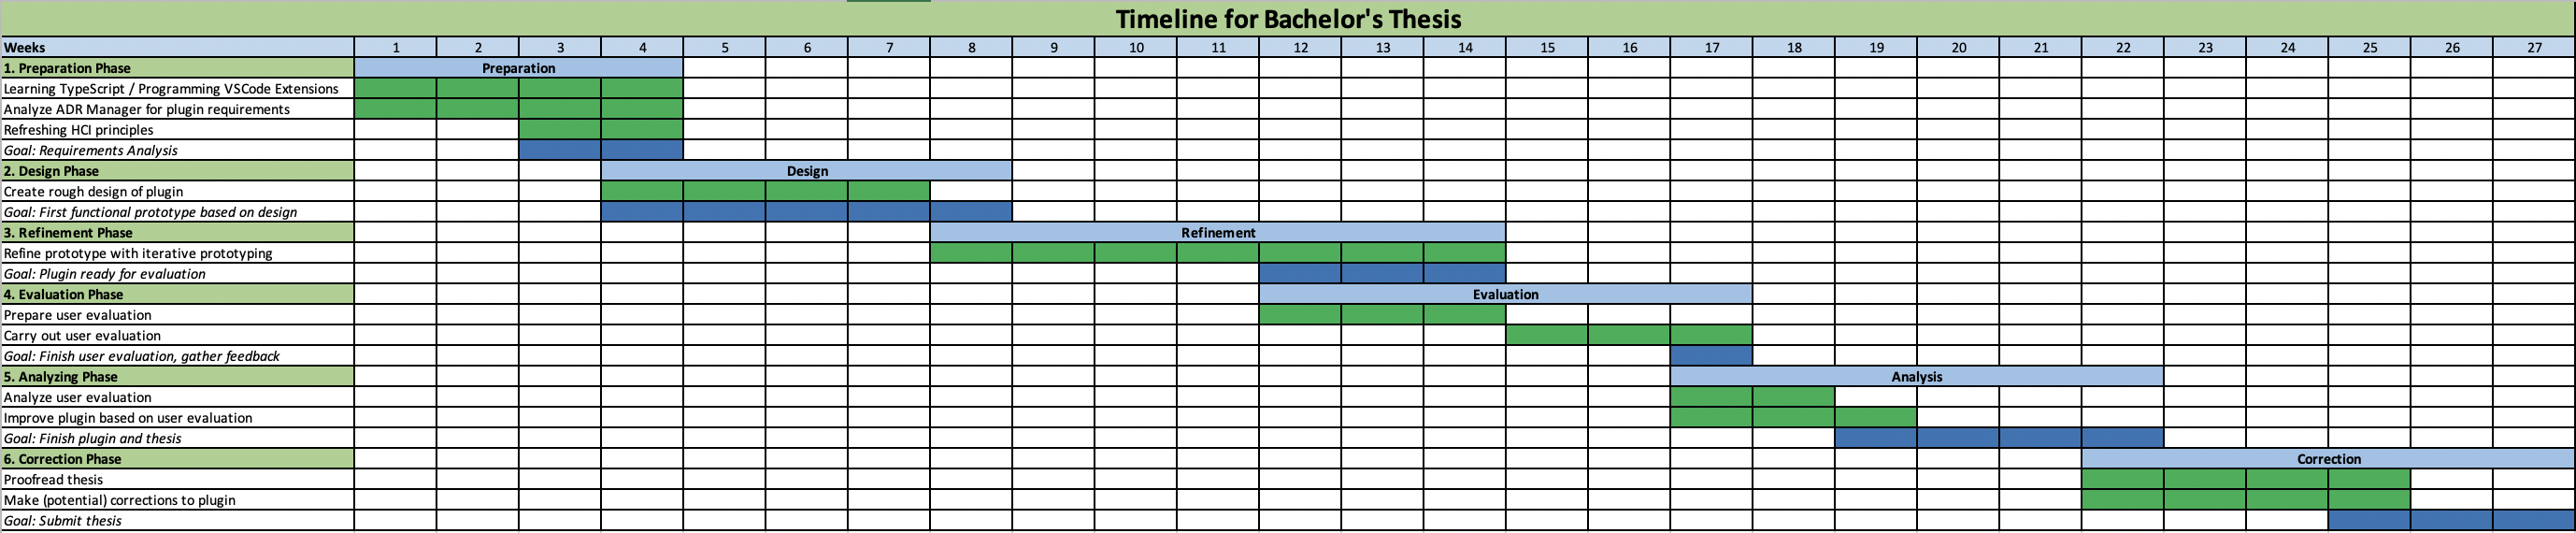 Timeline for Bachelor's Thesis
Weeks 1 2 3 4 5 6 7 8 9 10 11 12 13 14 15 16 17 18 19 20 21 22 23 24 25 26 27
1. Preparation Phase Preparation
Learning TypeScript / Programming VSCode Extensions
Analyze ADR Manager for plugin requirements
Refreshing HCI principles
Goal: Requirements Analysis
2. Design Phase Design
Create rough design of plugin
Goal: First functional prototype based on design
3. Refinement Phase Refinement
Refine prototype with iterative prototyping
Goal: Plugin ready for evaluation
4. Evaluation Phase Evaluation
Prepare user evaluation
Carry out user evaluation
Goal: Finish user evaluation, gather feedback
5. Analyzing Phase Analysis
Analyze user evaluation
Improve plugin based on user evaluation
Goal: Finish plugin and thesis
6. Correction Phase Correction
Proofread thesis
Make (potential) corrections to plugin
Goal: Submit thesis